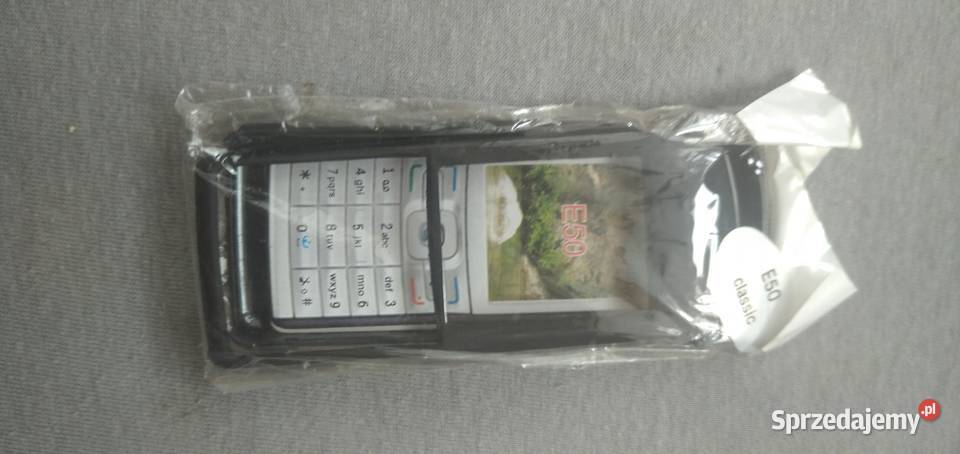 E50
1
2 abc
def 3
4 ghi
5 jkl
mno 6
7 pqrs
8 tuv
wxyz 9
* .
0
#
E50
classic
Sprzedajemy.pl